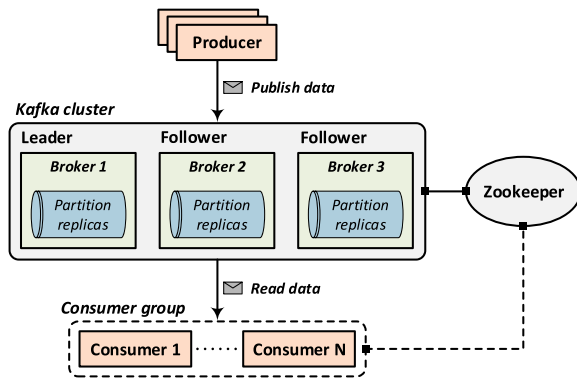 Producer
Publish data
Kafka cluster
Leader
Follower
Follower
Broker 1
Broker 2
Broker 3
Partition
replicas
Partition
replicas
Partition
replicas
Zookeeper
Read data
Consumer group
Consumer 1
Consumer N